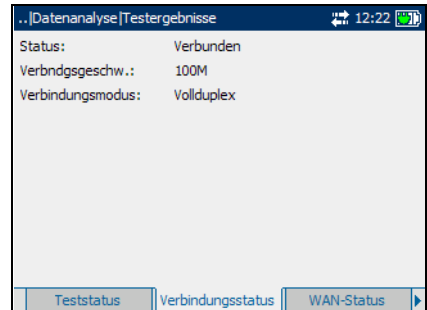 ..|Datenanalyse|Testergebnisse 12:22
Status: Verbunden
Verbndgsgeschw.: 100M
Verbindungsmodus: Vollduplex
Teststatus Verbindungsstatus WAN-Status